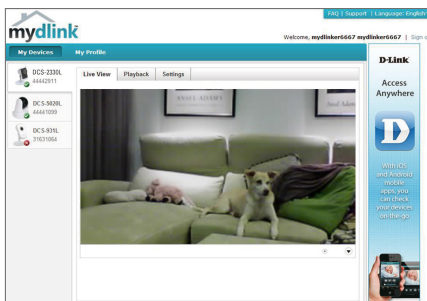 FAQ | Support | Language: English
mydlink
Welcome, mydlinker6667 mydlinker6667 | Sign
My Devices
My Profile
DCS-2330L
44442911
DCS-5020L
44441099
DCS-931L
31631064
Live View
Playback
Settings
ANSEL ADAMS
D-Link
Access
Anywhere
D
With iOS
and Android
mobile
apps, you
can check
your devices
on-the-go